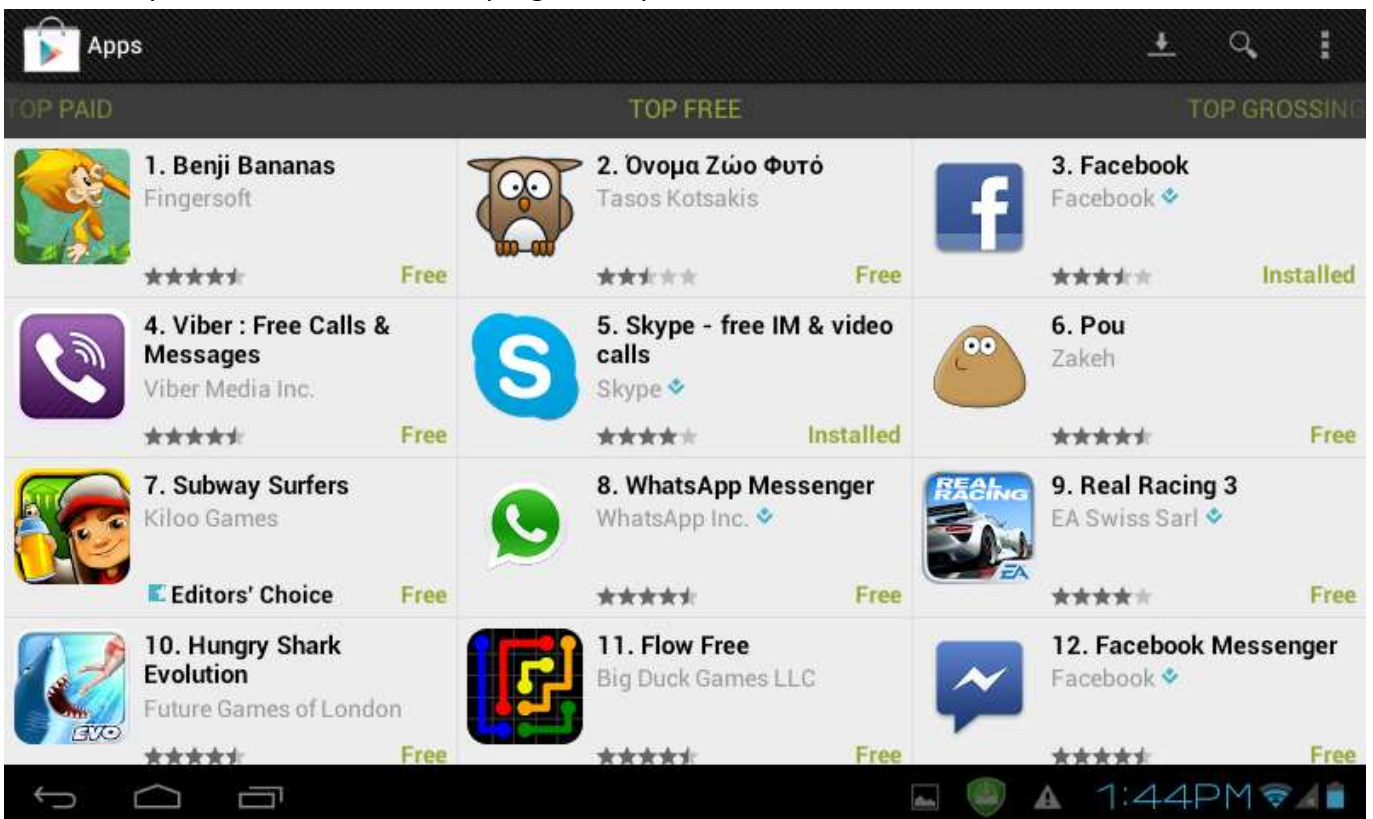 Apps
TOP PAID
TOP FREE
TOP GROSSING
1. Benji Bananas
Fingersoft
Free
2. Όνομα Ζώο Φυτό
Tasos Kotsakis
Free
3. Facebook
Facebook
Installed
4. Viber : Free Calls &
Messages
Viber Media Inc.
Free
5. Skype - free IM & video
calls
Skype
Installed
6. Pou
Zakeh
Free
7. Subway Surfers
Kiloo Games
Editors' Choice
Free
8. WhatsApp Messenger
WhatsApp Inc.
Free
REAL
RACING
EA
9. Real Racing 3
EA Swiss Sarl
Free
EVO
10. Hungry Shark
Evolution
Future Games of London
Free
11. Flow Free
Big Duck Games LLC
Free
12. Facebook Messenger
Facebook
Free
1:44PM